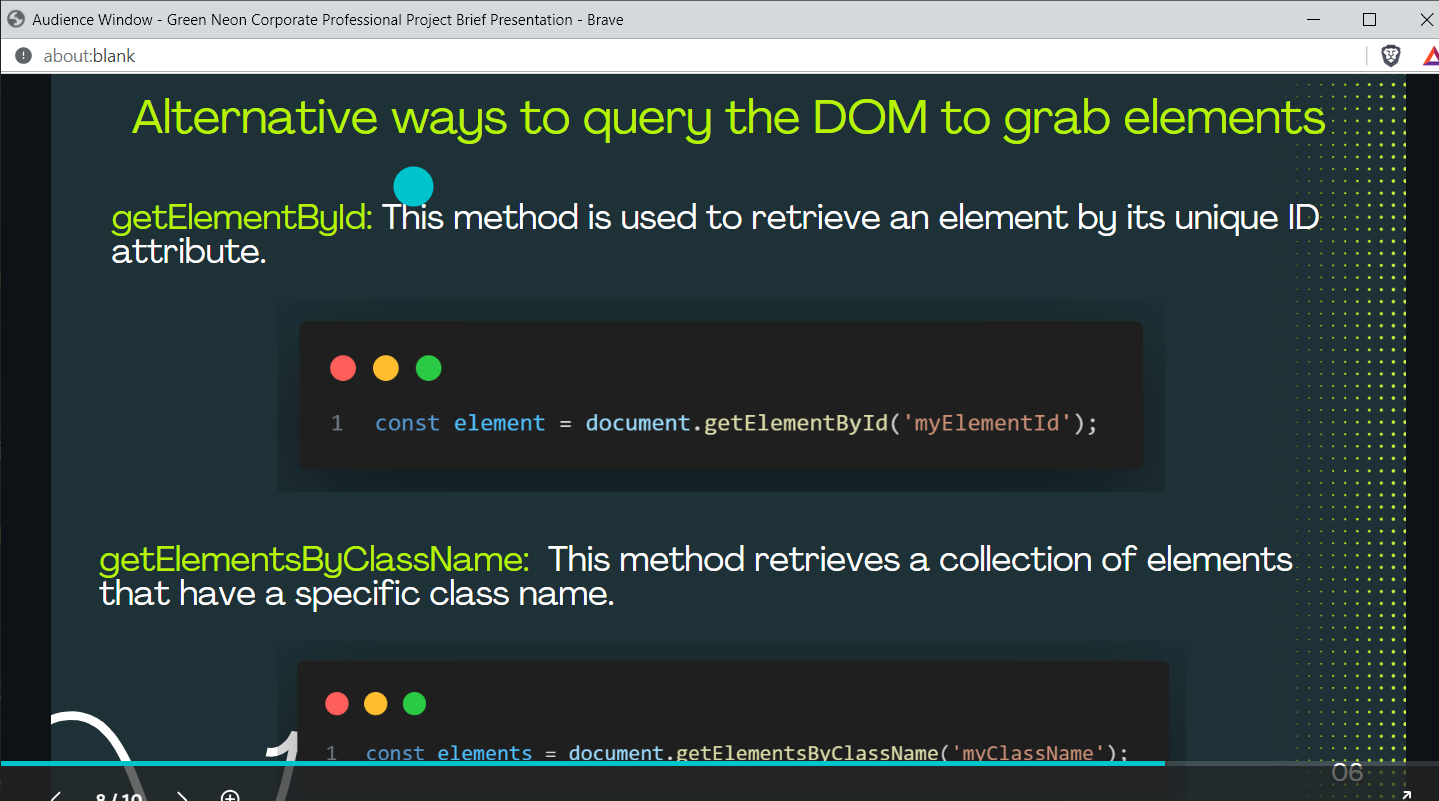 Audience Window - Green Neon Corporate Professional Project Brief Presentation - Brave
about:blank
Alternative ways to query the DOM to grab elements
getElementById: This method is used to retrieve an element by its unique ID
attribute.
1 const element = document.getElementById('myElementId');
getElementsByClassName: This method retrieves a collection of elements
that have a specific class name.
1
1 const elements = document.getElementsByClassName('myClassName');
06
8 / 10